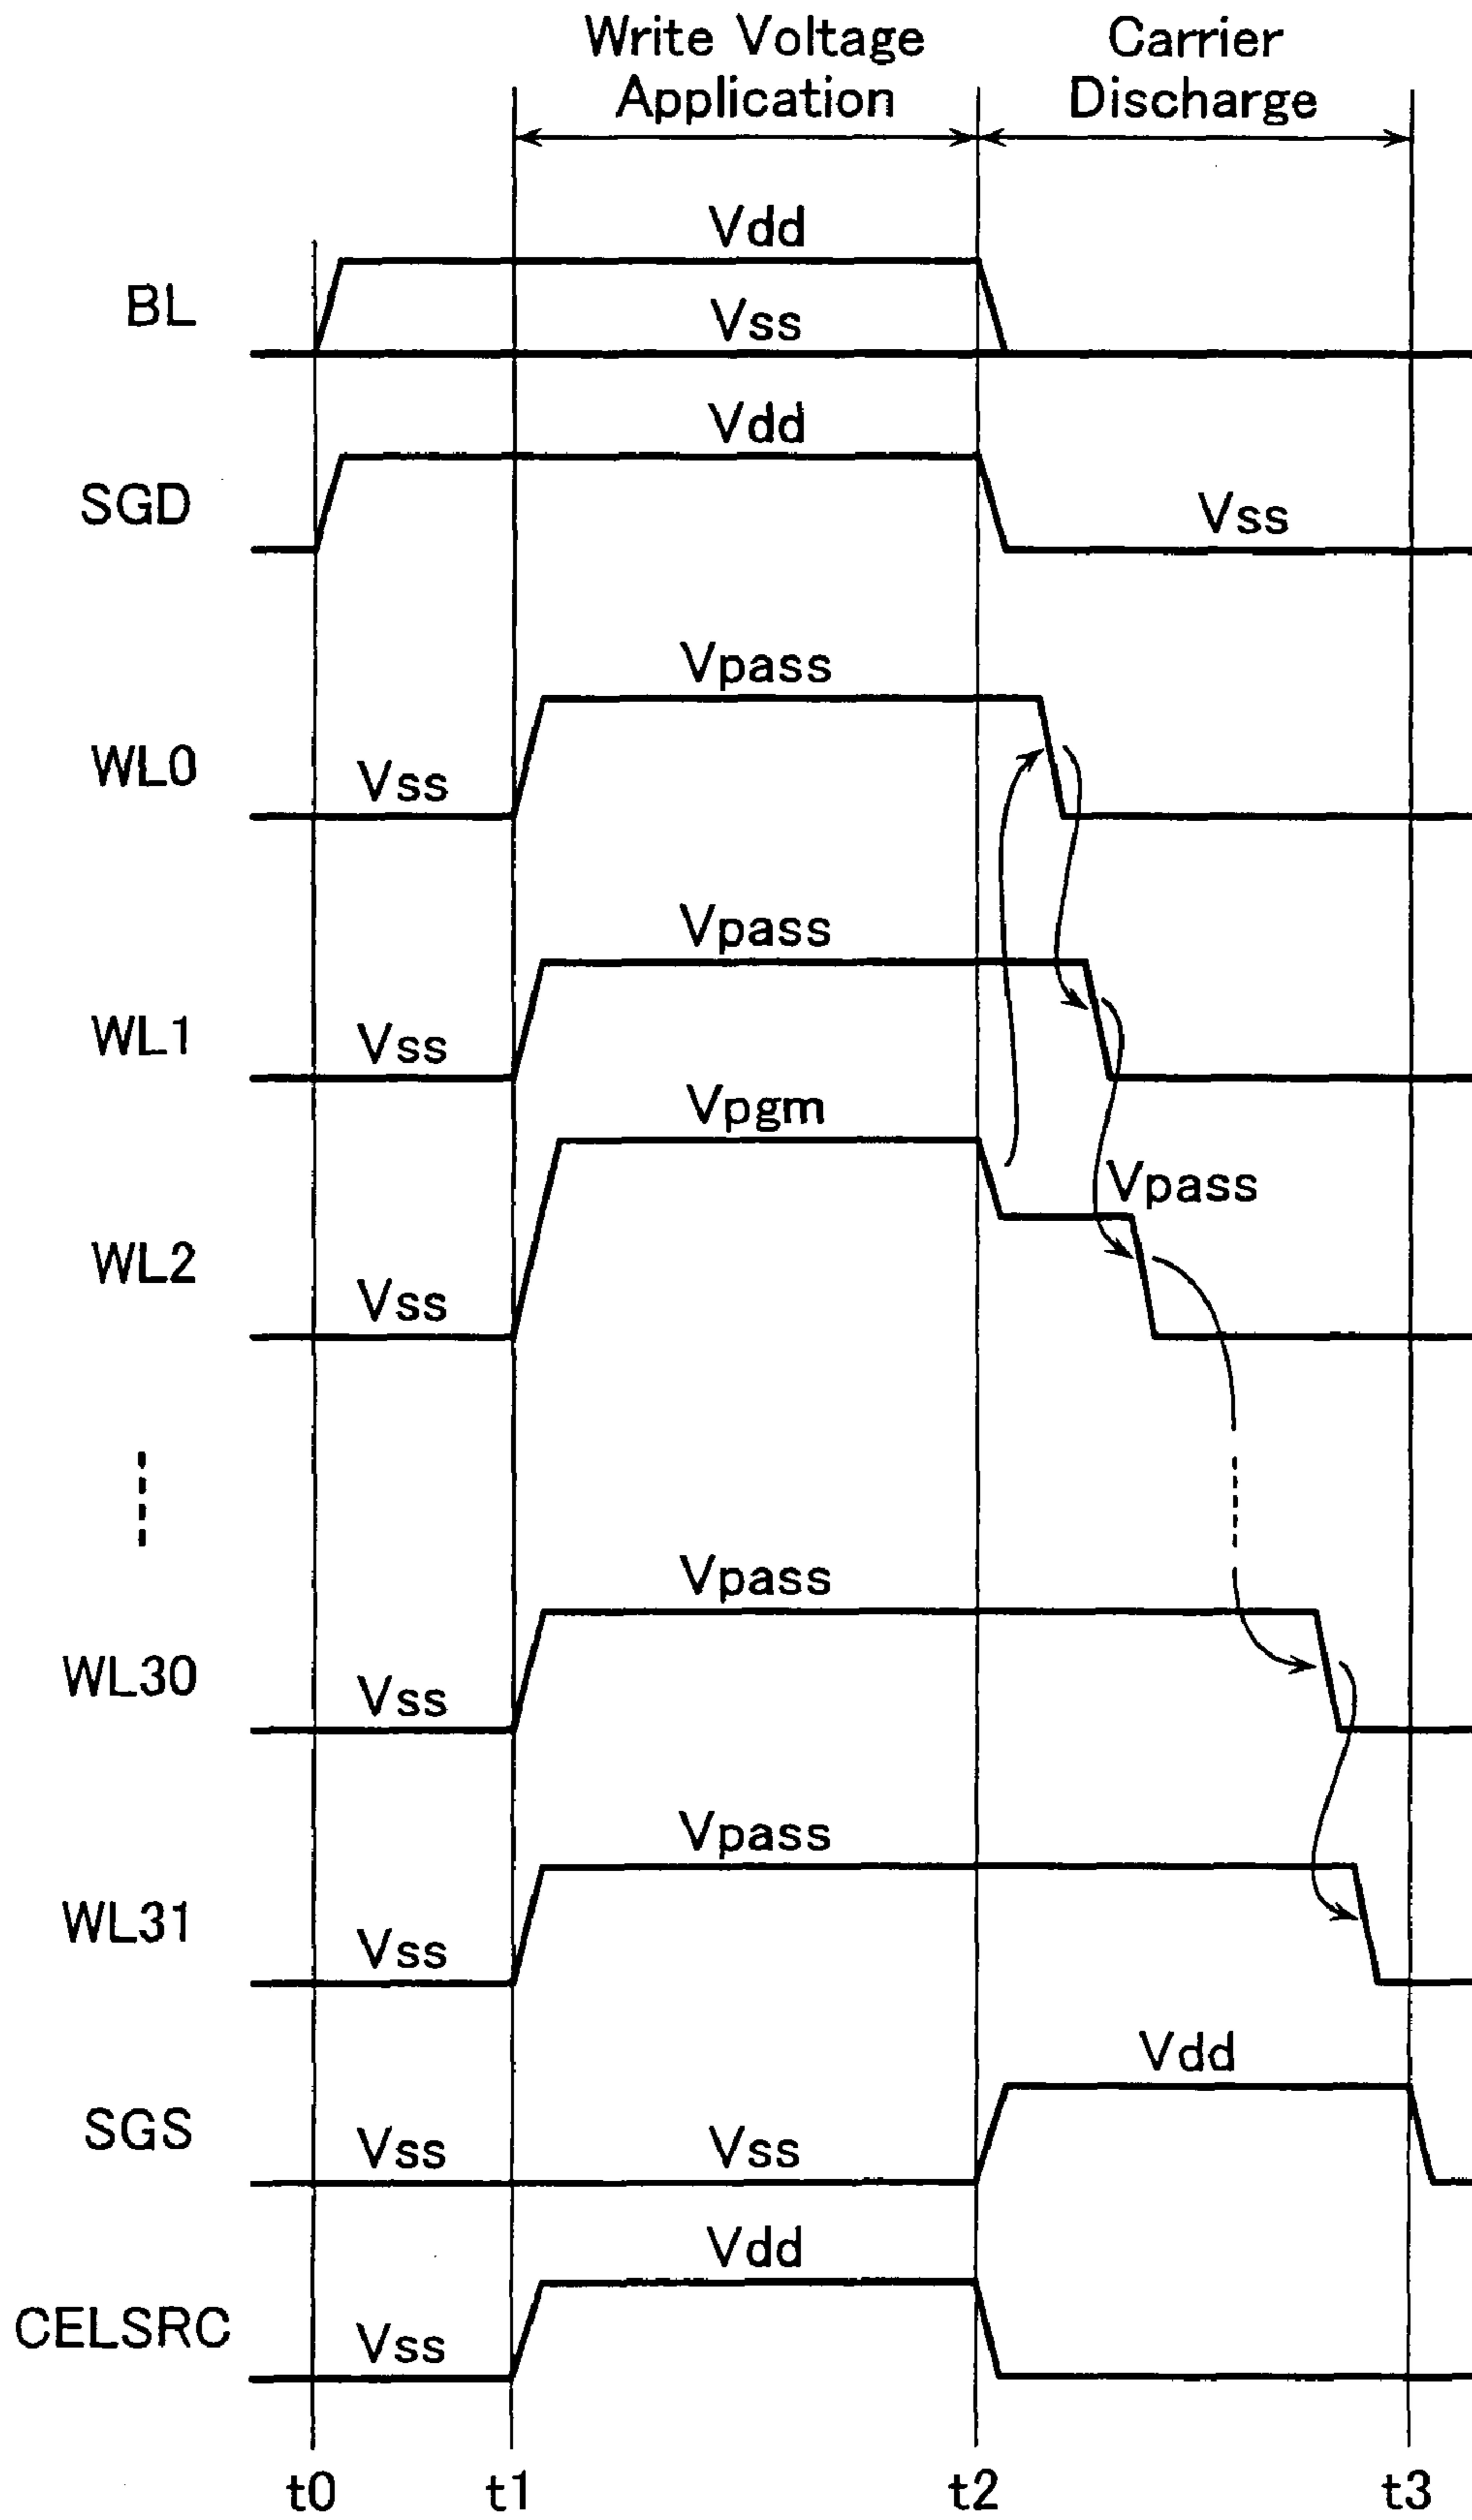 Write Voltage
Application
Carrier
Discharge
Vdd
BL
Vss
Vdd
SGD
Vss
Vpass
WL0
Vss
Vpass
WL1
Vss
Vpgm
Vpass
WL2
Vss
Vpass
WL30
Vss
Vpass
WL31
Vss
Vdd
SGS
Vss
Vss
Vdd
CELSRC
Vss
t0
t1
t2
t3